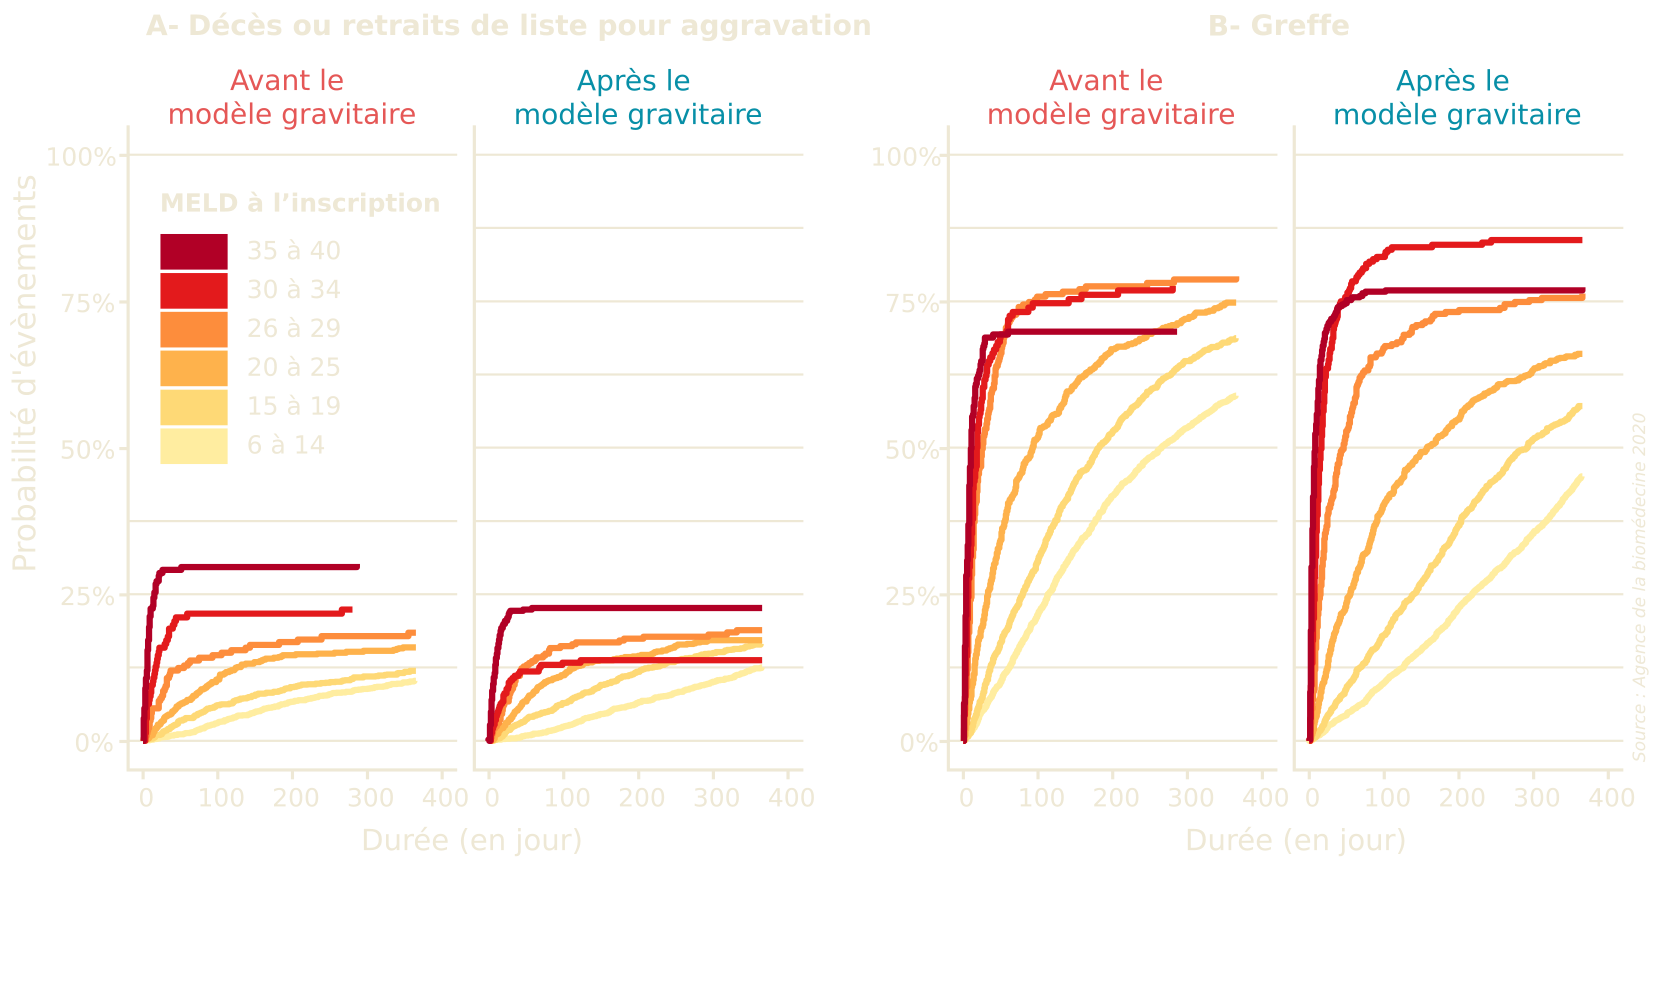 A- Décès ou retraits de liste pour aggravation
B- Greffe
Avant le
modèle gravitaire
Après le
modèle gravitaire
Avant le
modèle gravitaire
Après le
modèle gravitaire
Probabilité d'évènements
100%
75%
50%
25%
0%
MELD à l’inscription
35 à 40
30 à 34
26 à 29
20 à 25
15 à 19
6 à 14
100%
75%
50%
25%
0%
0 100 200 300 400
0 100 200 300 400
0 100 200 300 400
0 100 200 300 400
Durée (en jour)
Durée (en jour)
Source : Agence de la biomédecine 2020